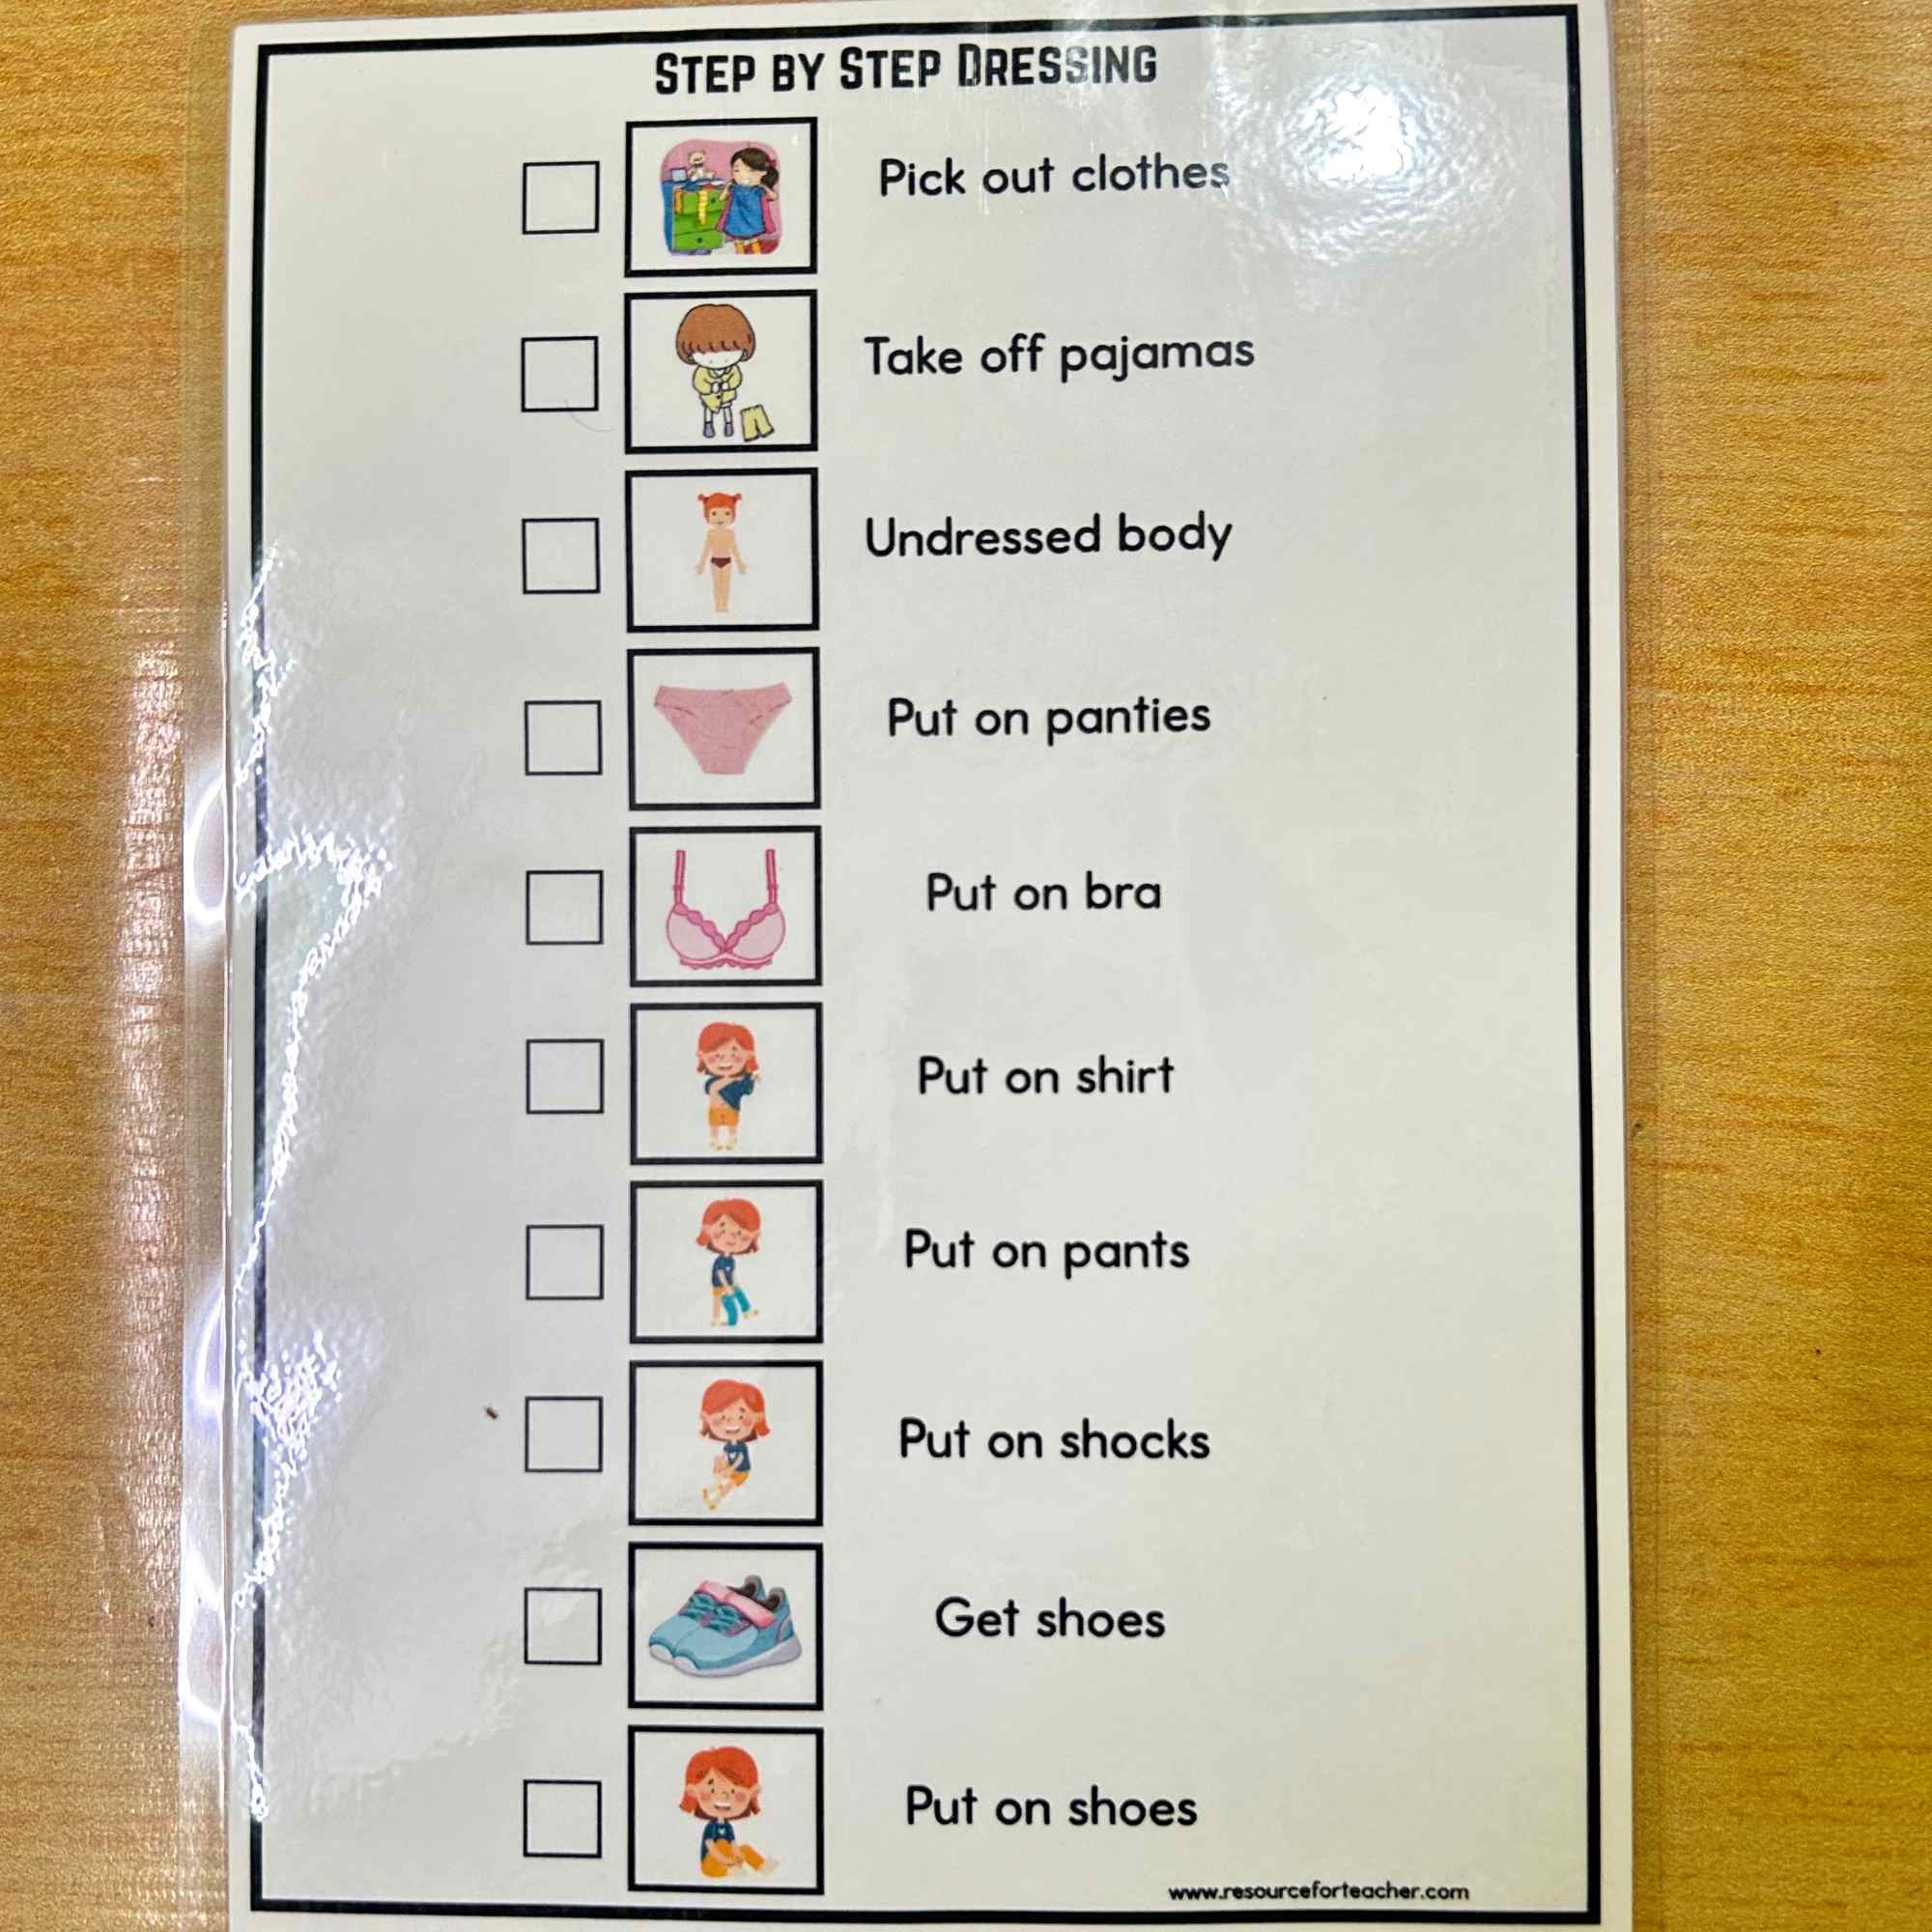 STEP BY STEP DRESSING
Pick out clothes
Take off pajamas
Undressed body
Put on panties
Put on bra
Put on shirt
Put on pants
Put on shocks
Get shoes
Put on shoes
www.resourceforteacher.com